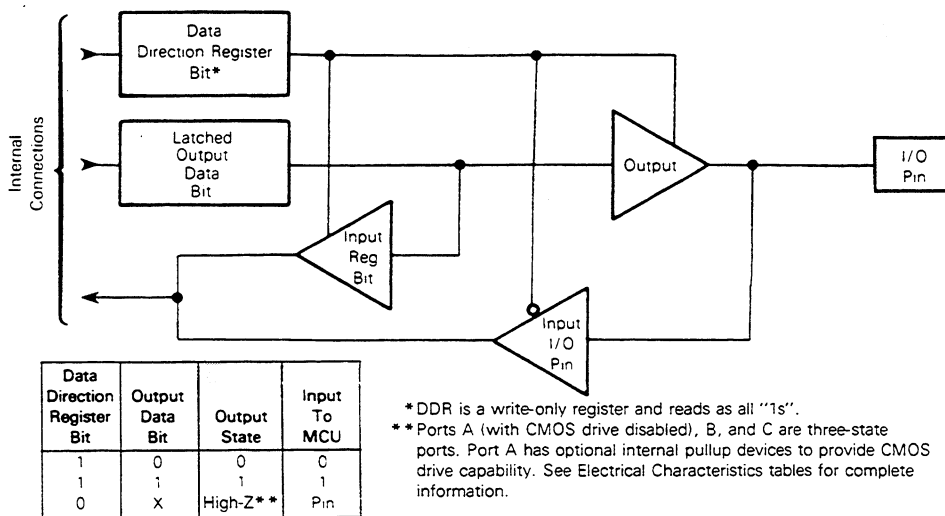 Data
Direction Register
Bit*
Latched
Output
Data
Bit
Internal
Connections
Output
I/O
Pin
Input
Reg
Bit
Input
I/O
Pin
Data
Direction
Register
Bit
Output
Data
Bit
Output
State
Input
To
MCU
1 0 0 0
1 1 1 1
0 X High-Z** Pin
*DDR is a write-only register and reads as all "1s".
**Ports A (with CMOS drive disabled), B, and C are three-state
ports. Port A has optional internal pullup devices to provide CMOS
drive capability. See Electrical Characteristics tables for complete
information.